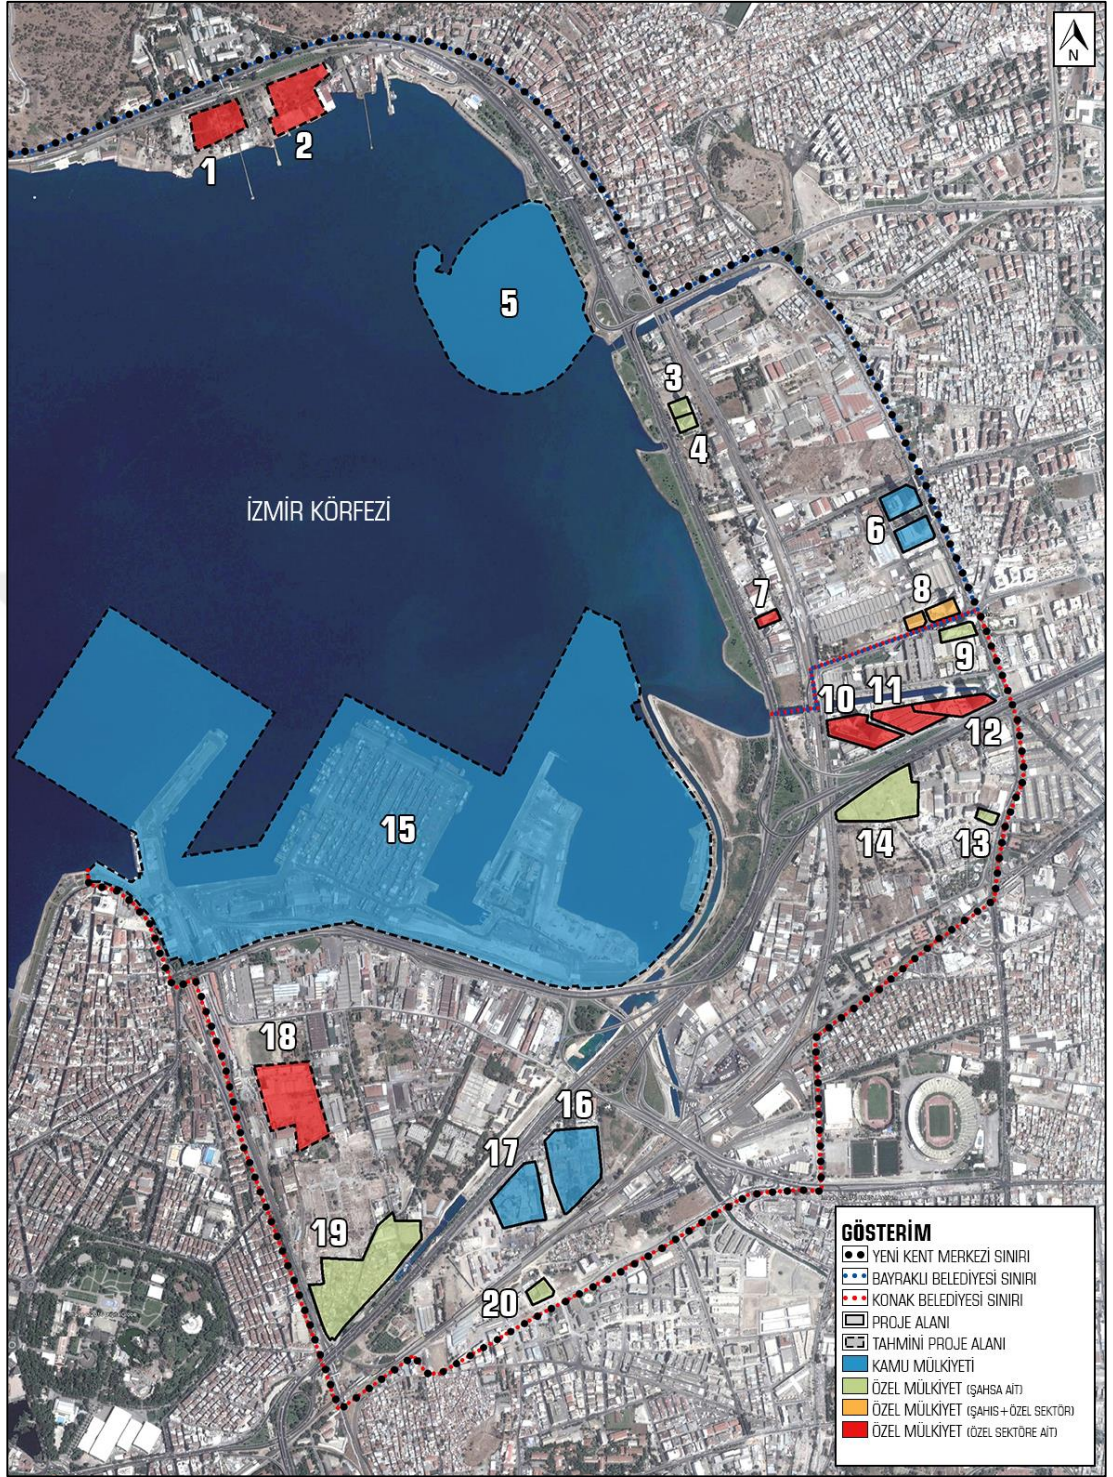 N
1
2
5
3
4
İZMİR KÖRFEZİ
6
7
8
9
10
11
12
13
14
15
18
16
17
19
20
GÖSTERİM
YENİ KENT MERKEZİ SINIRI
BAYRAKLI BELEDİYESİ SINIRI
KONAK BELEDİYESİ SINIRI
PROJE ALANI
TAHMİNİ PROJE ALANI
KAMU MÜLKİYETİ
ÖZEL MÜLKİYET (ŞAHSA AİT)
ÖZEL MÜLKİYET (ŞAHIS+ÖZEL SEKTÖR)
ÖZEL MÜLKİYET (ÖZEL SEKTÖRE AİT)